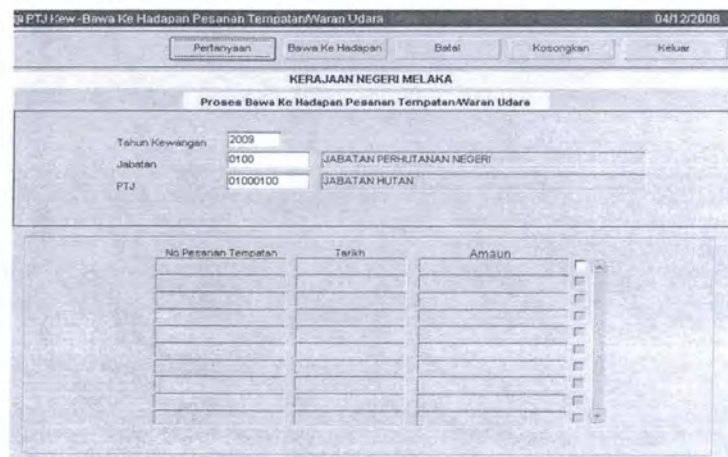 PTJ Kew -Bawa Ke Hadapan Pesanan Tempatan/Waran Udara 04/12/2009
Pertanyaan Bawa Ke Hadapan Batal Kosongkan Keluar
KERAJAAN NEGERI MELAKA
Proses Bawa Ke Hadapan Pesanan Tempatan/Waran Udara
Tahun Kewangan 2009
Jabatan 0100 JABATAN PERHUTANAN NEGERI
PTJ 01000100 JABATAN HUTAN
No Pesanan Tempatan Tarikh Amaun